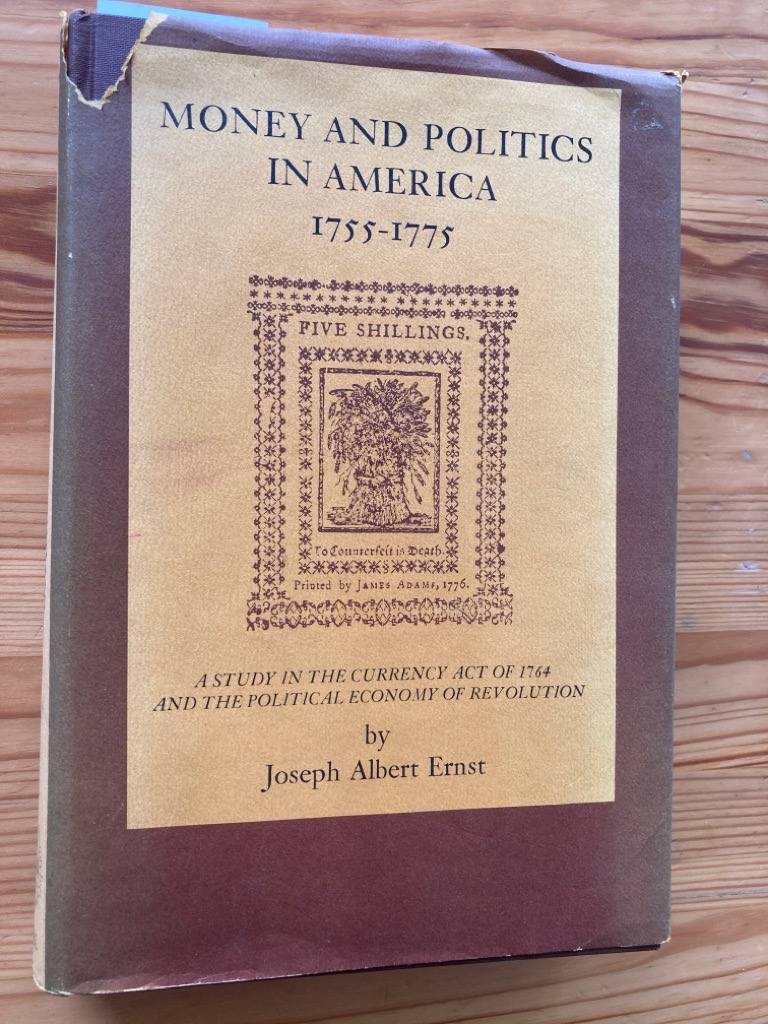 MONEY AND POLITICS
IN AMERICA
1755-1775
FIVE SHILLINGS.
To Counterfeit is Death.
Printed by JAMES ADAMS, 1776.
A STUDY IN THE CURRENCY ACT OF 1764
AND THE POLITICAL ECONOMY OF REVOLUTION
by
Joseph Albert Ernst